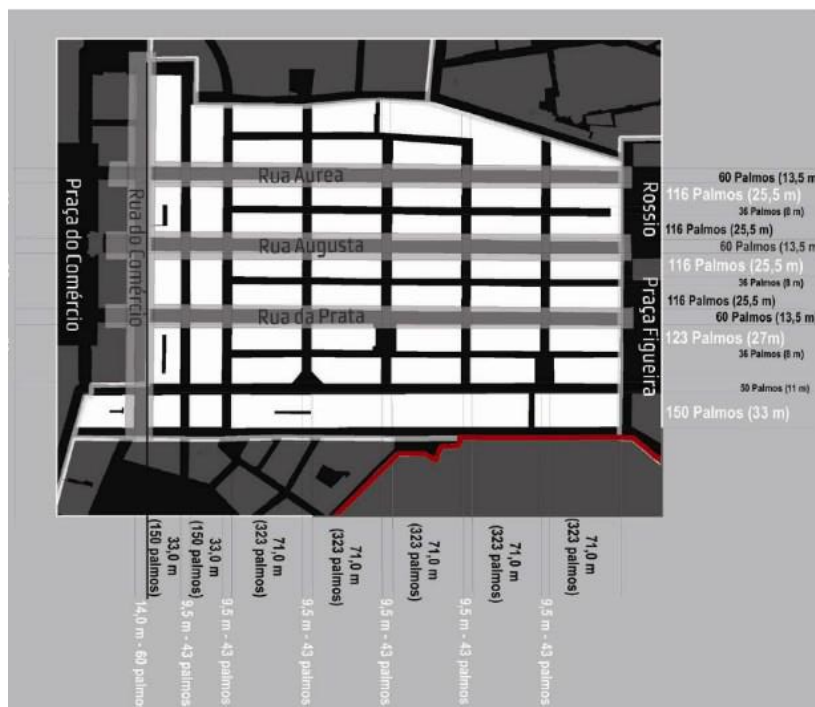 Praça do Comércio
Rua do Comércio
Rua Aurea
Rua Augusta
Rua da Prata
Rossio
Praça Figueira
60 Palmos (13,5 m
116 Palmos (25,5 m)
36 Palmos (8 m)
116 Palmos (25,5 m)
60 Palmos (13,5 m
116 Palmos (25,5 m)
36 Palmos (8 m)
116 Palmos (25,5 m)
60 Palmos (13,5 m
123 Palmos (27m)
36 Palmos (8 m)
50 Palmos (11 m)
150 Palmos (33 m)
33,0 m
(150 palmos)
33,0 m
(150 palmos)
71,0 m
(323 palmos)
71,0 m
(323 palmos)
71,0 m
(323 palmos)
71,0 m
(323 palmos)
71,0 m
(323 palmos)
14,0 m - 60 palmos
9,5 m - 43 palmos
9,5 m - 43 palmos
9,5 m - 43 palmos
9,5 m - 43 palmos
9,5 m - 43 palmos
9,5 m - 43 palmos